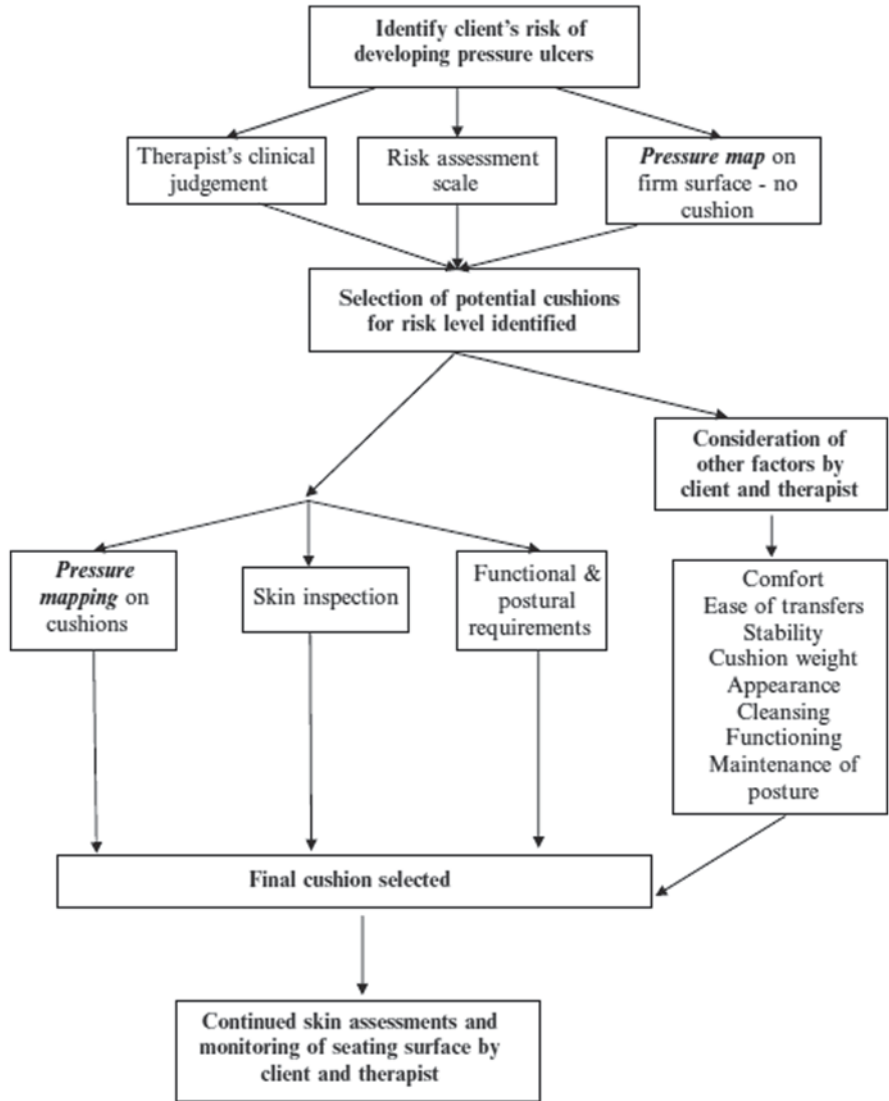 Identify client's risk of
developing pressure ulcers
Therapist's clinical
judgement
Risk assessment
scale
Pressure map on
firm surface - no
cushion
Selection of potential cushions
for risk level identified
Consideration of
other factors by
client and therapist
Pressure
mapping on
cushions
Skin inspection
Functional &
postural
requirements
Comfort
Ease of transfers
Stability
Cushion weight
Appearance
Cleansing
Functioning
Maintenance of
posture
Final cushion selected
Continued skin assessments and
monitoring of seating surface by
client and therapist